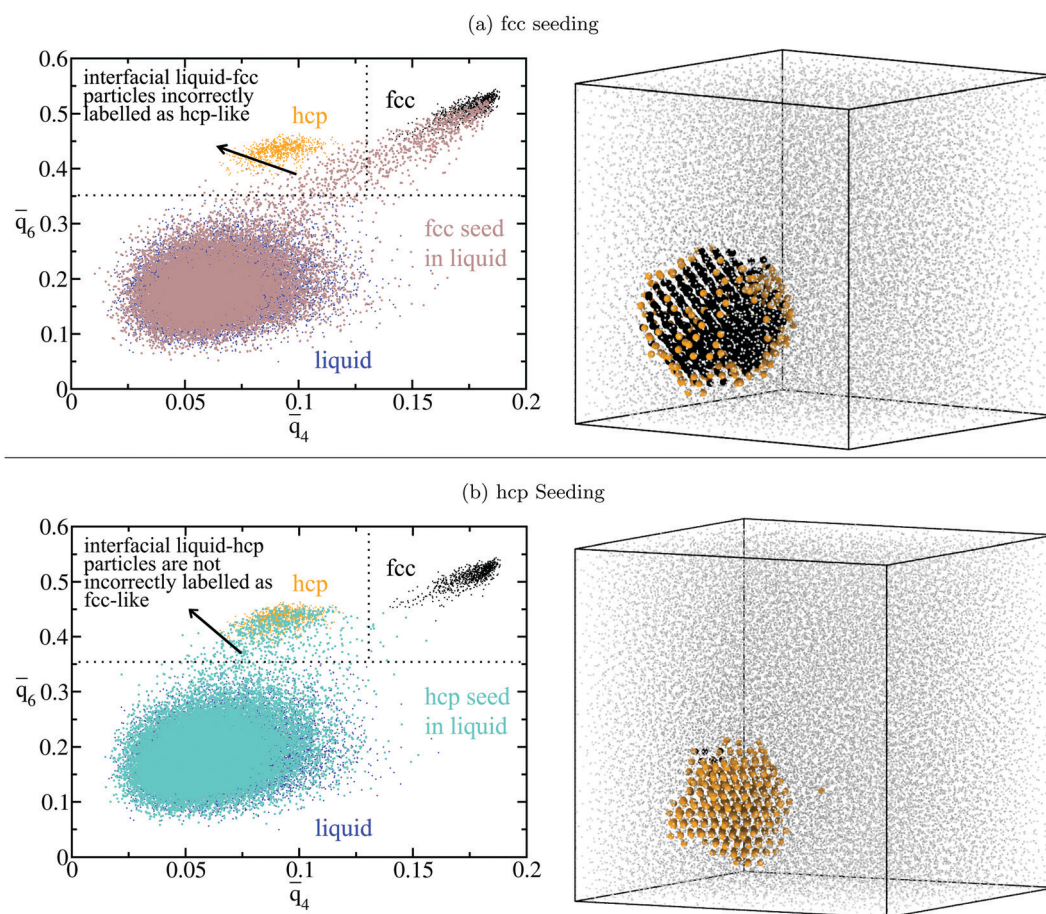 (a) fcc seeding
0.6
0.5
0.4
0.3
0.2
0.1
0
q̄6
interfacial liquid-fcc
particles incorrectly
labelled as hcp-like
hcp
fcc
fcc seed
in liquid
liquid
0 0.05 0.1 0.15 0.2
q̄4
(b) hcp Seeding
0.6
0.5
0.4
0.3
0.2
0.1
0
q̄6
interfacial liquid-hcp
particles are not
incorrectly labelled as
fcc-like
hcp
fcc
hcp seed
in liquid
liquid
0 0.05 0.1 0.15 0.2
q̄4